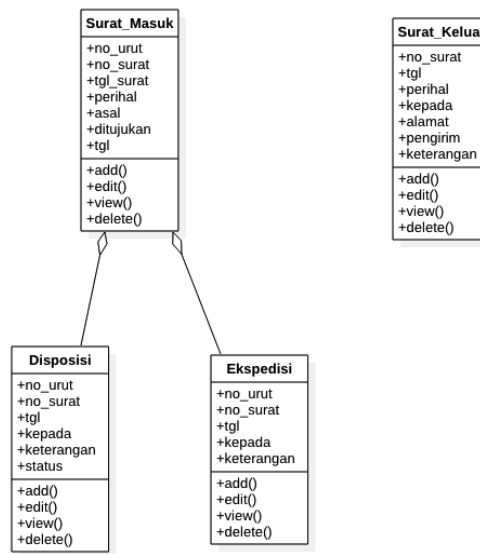 Surat_Masuk
+no_urut
+no_surat
+tgl_surat
+perihal
+asal
+ditujukan
+tgl
+add()
+edit()
+view()
+delete()
Surat_Kelua
+no_surat
+tgl
+perihal
+kepada
+alamat
+pengirim
+keterangan
+add()
+edit()
+view()
+delete()
Disposisi
+no_urut
+no_surat
+tgl
+kepada
+keterangan
+status
+add()
+edit()
+view()
+delete()
Ekspedisi
+no_urut
+no_surat
+tgl
+kepada
+keterangan
+add()
+edit()
+view()
+delete()